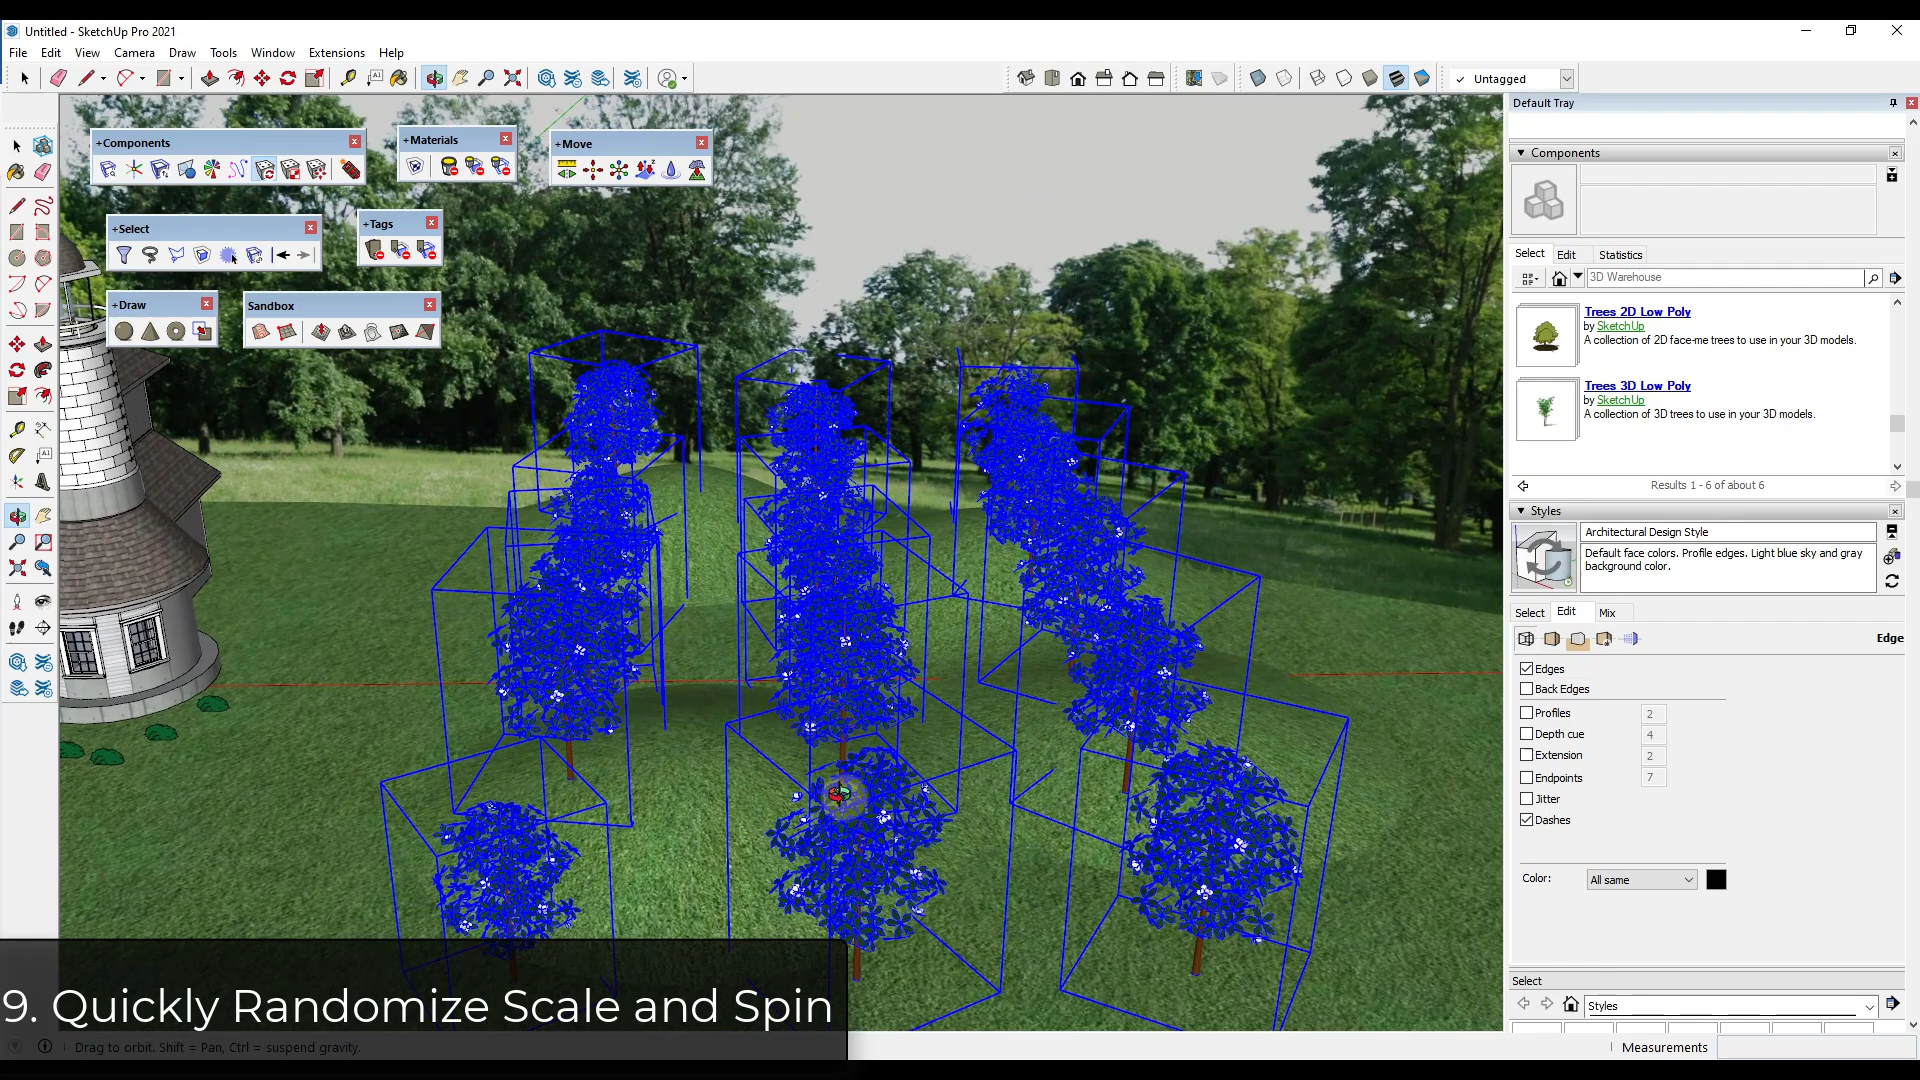 Untitled - SketchUp Pro 2021
File Edit View Camera Draw Tools Window Extensions Help
Untagged
Default Tray
+Components
+Materials
+Move
Components
+Select
+Tags
Select Edit Statistics
3D Warehouse
+Draw
Sandbox
Trees 2D Low Poly
by SketchUp
A collection of 2D face-me trees to use in your 3D models.
Trees 3D Low Poly
by SketchUp
A collection of 3D trees to use in your 3D models.
Results 1 - 6 of about 6
Styles
Architectural Design Style
Default face colors. Profile edges. Light blue sky and gray
background color.
Select Edit Mix
Edge
Edges
Back Edges
Profiles 2
Depth cue 4
Extension 2
Endpoints 7
Jitter
Dashes
Color: All same
Select
Styles
9. Quickly Randomize Scale and Spin
Drag to orbit. Shift = Pan, Ctrl = suspend gravity.
Measurements